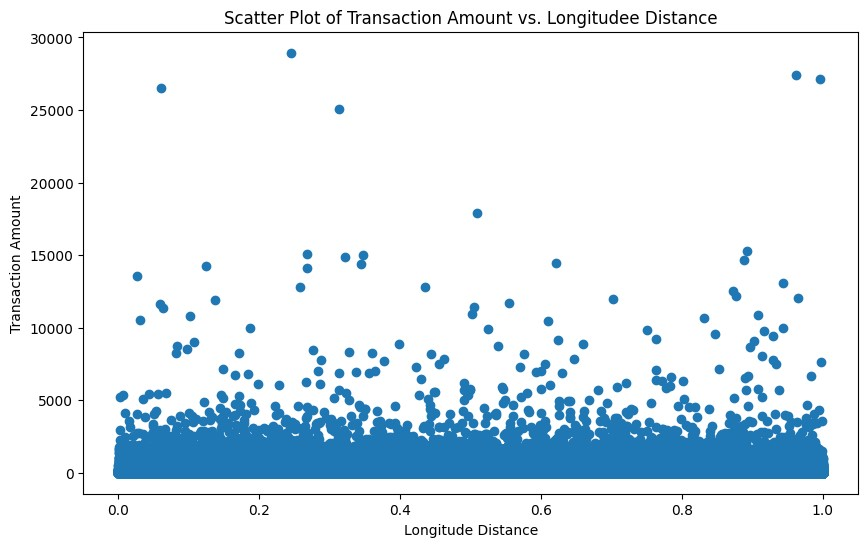 Scatter Plot of Transaction Amount vs. Longitudee Distance
30000
25000
20000
15000
10000
5000
0
Transaction Amount
0.0 0.2 0.4 0.6 0.8 1.0
Longitude Distance